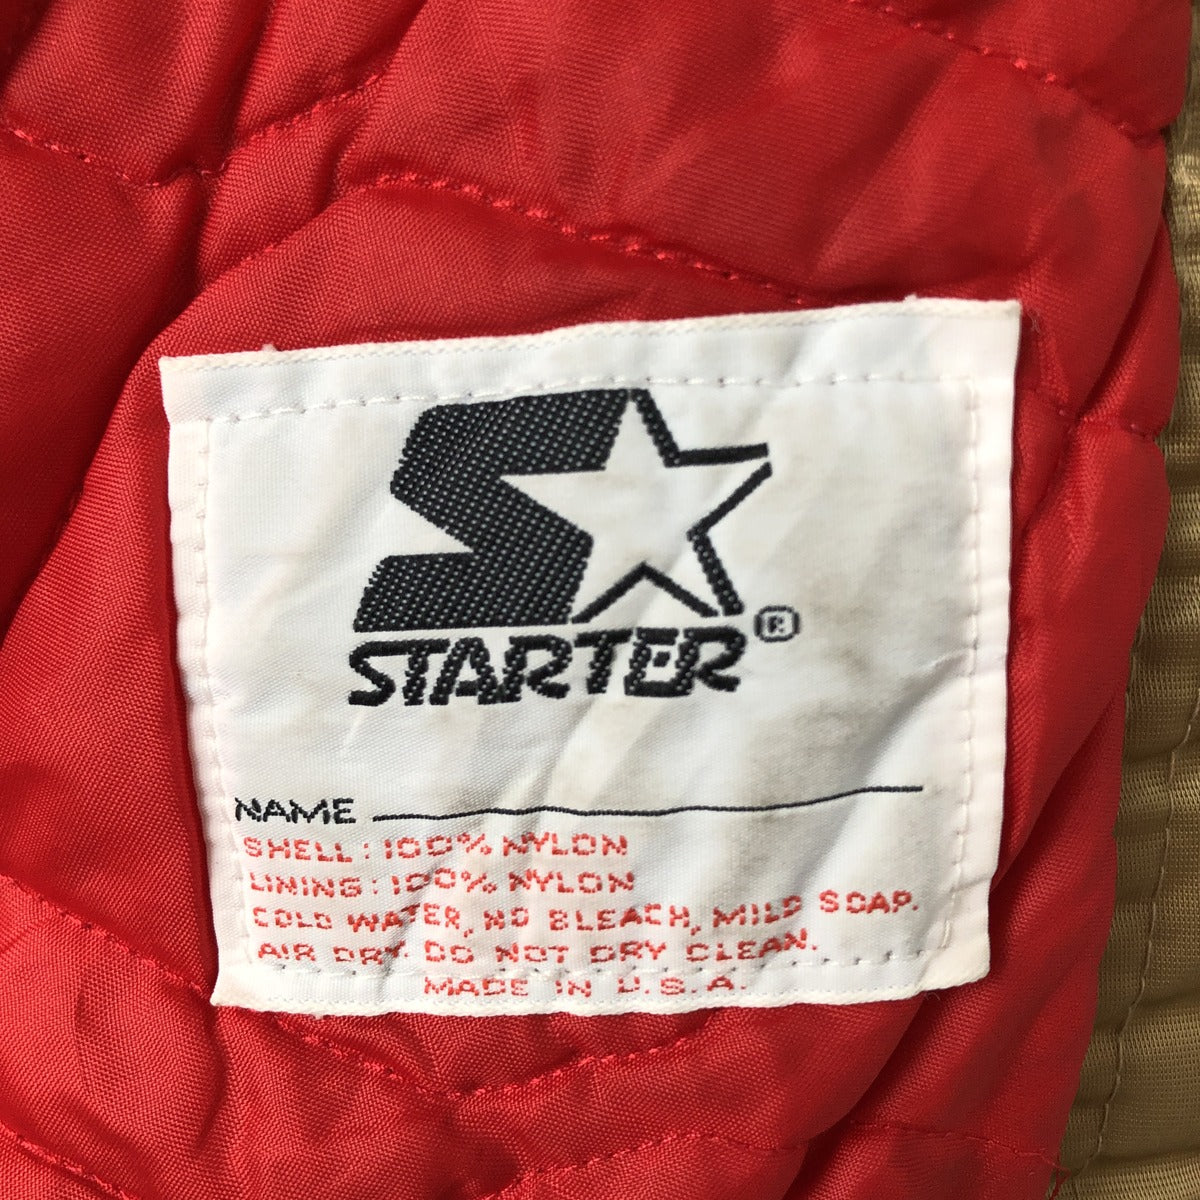 STARTER®
NAME
SHELL: 100% NYLON
LINING: 100% NYLON
COLD WATER, NO BLEACH, MILD SOAP.
AIR DRY. DO NOT DRY CLEAN.
MADE IN U.S.A.